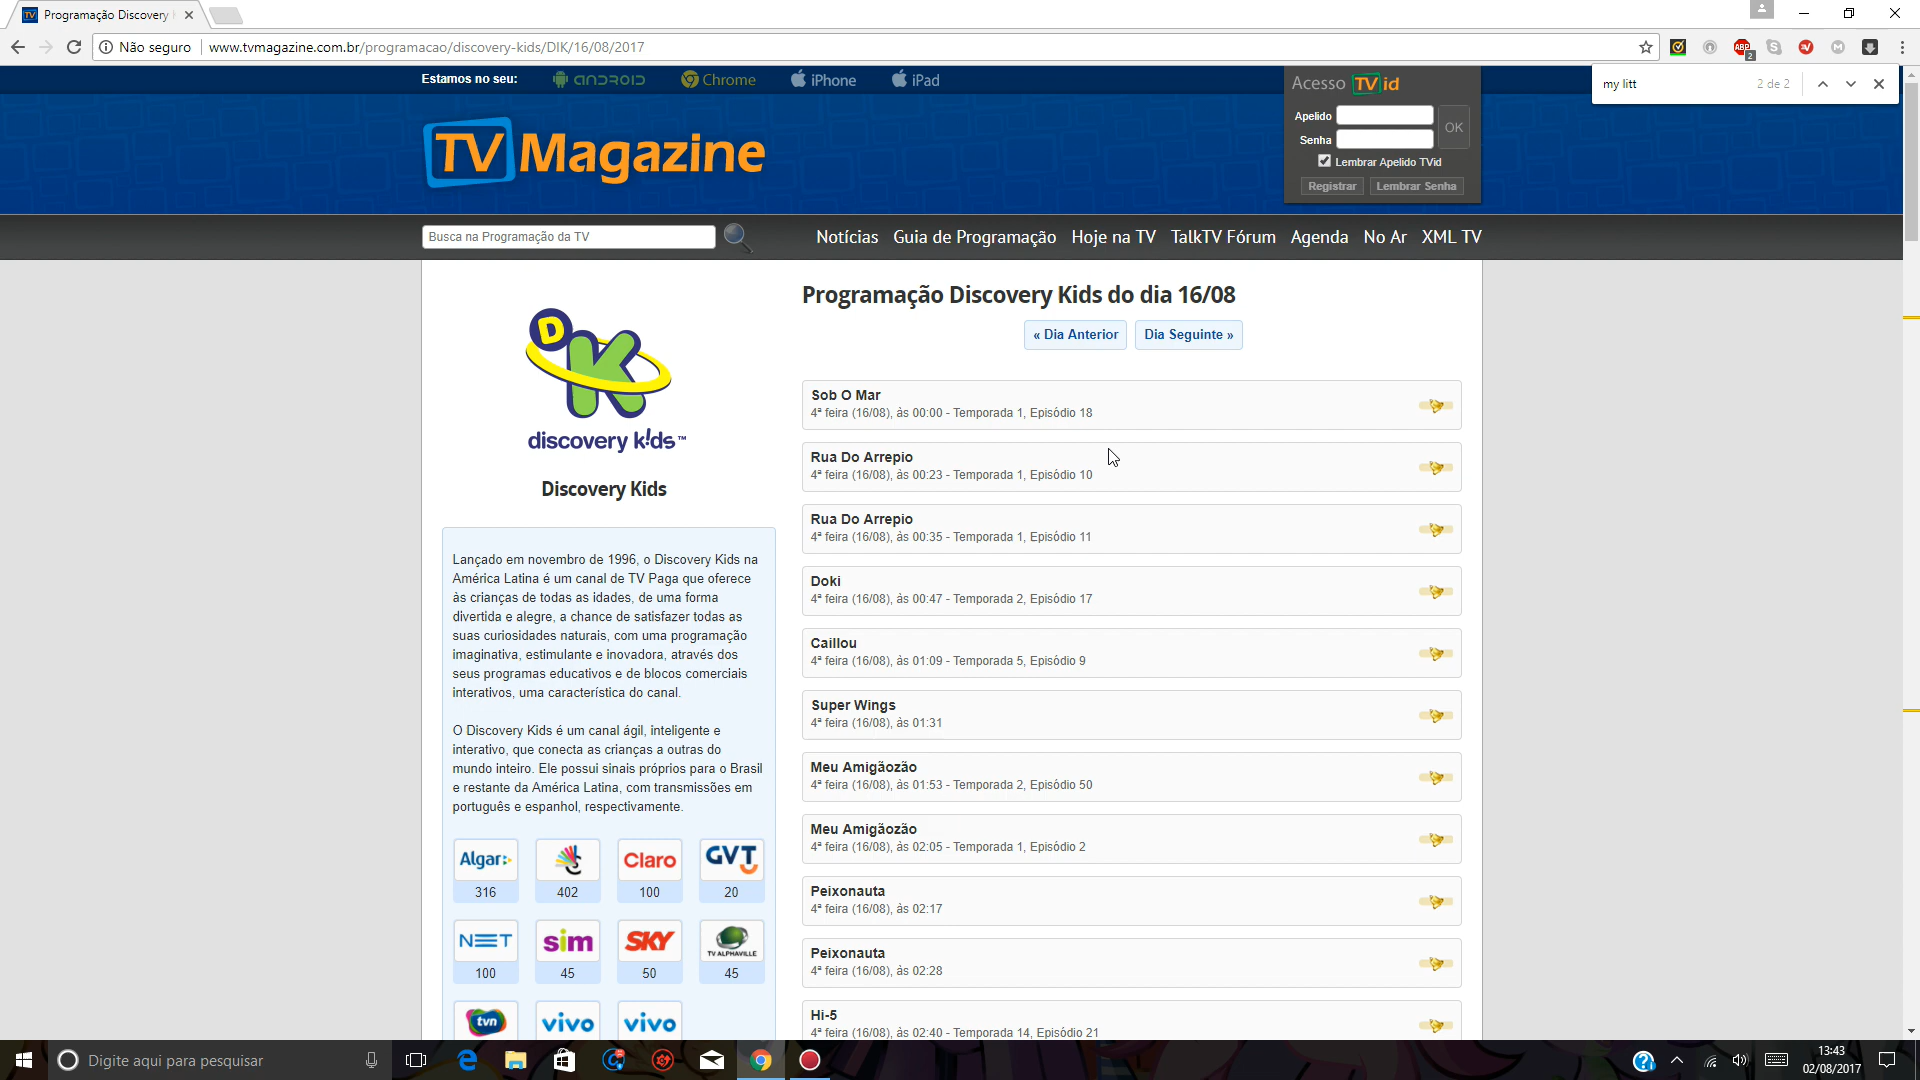 Programação Discovery
Não seguro
www.tvmagazine.com.br/programacao/discovery-kids/DIK/16/08/2017
ABP
2
my litt
2 de 2
Estamos no seu:
ANDROID
Chrome
iPhone
iPad
Acesso TVid
Apelido
Senha
OK
Lembrar Apelido TVid
Registrar
Lembrar Senha
TV Magazine
Busca na Programação da TV
Notícias
Guia de Programação
Hoje na TV
TalkTV Fórum
Agenda
No Ar
XML TV
D
K
discovery k!ds™
Discovery Kids
Lançado em novembro de 1996, o Discovery Kids na
América Latina é um canal de TV Paga que oferece
às crianças de todas as idades, de uma forma
divertida e alegre, a chance de satisfazer todas as
suas curiosidades naturais, com uma programação
imaginativa, estimulante e inovadora, através dos
seus programas educativos e de blocos comerciais
interativos, uma característica do canal.
O Discovery Kids é um canal ágil, inteligente e
interativo, que conecta as crianças a outras do
mundo inteiro. Ele possui sinais próprios para o Brasil
e restante da América Latina, com transmissões em
português e espanhol, respectivamente.
Algar
316
402
Claro
100
GVT
20
NET
100
sim
45
SKY
50
TV ALPHAVILLE
45
tvn
vivo
vivo
Programação Discovery Kids do dia 16/08
« Dia Anterior
Dia Seguinte »
Sob O Mar
4ª feira (16/08), às 00:00 - Temporada 1, Episódio 18
Rua Do Arrepio
4ª feira (16/08), às 00:23 - Temporada 1, Episódio 10
Rua Do Arrepio
4ª feira (16/08), às 00:35 - Temporada 1, Episódio 11
Doki
4ª feira (16/08), às 00:47 - Temporada 2, Episódio 17
Caillou
4ª feira (16/08), às 01:09 - Temporada 5, Episódio 9
Super Wings
4ª feira (16/08), às 01:31
Meu Amigãozão
4ª feira (16/08), às 01:53 - Temporada 2, Episódio 50
Meu Amigãozão
4ª feira (16/08), às 02:05 - Temporada 1, Episódio 2
Peixonauta
4ª feira (16/08), às 02:17
Peixonauta
4ª feira (16/08), às 02:28
Hi-5
4ª feira (16/08), às 02:40 - Temporada 14, Episódio 21
Digite aqui para pesquisar
13:43
02/08/2017